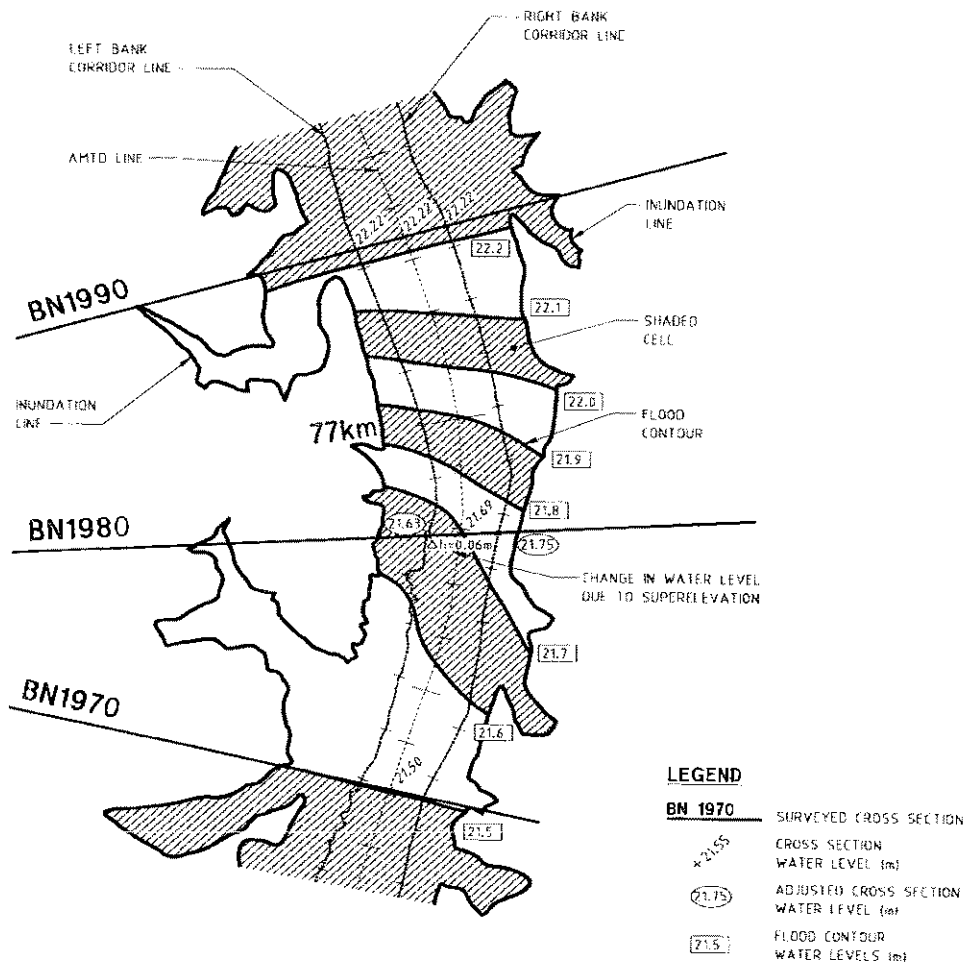 RIGHT BANK
CORRIDOR LINE
LEFT BANK
CORRIDOR LINE
AMTD LINE
22.22
22.22
22.22
INUNDATION
LINE
22.2
BN1990
22.1
SHADED
CELL
INUNDATION
LINE
22.0
FLOOD
CONTOUR
77km
21.9
21.8
BN1980
21.63
21.69
21.75
Δh=0.06m
CHANGE IN WATER LEVEL
DUE TO SUPERELEVATION
21.7
BN1970
21.6
21.50
21.5
LEGEND
BN 1970 SURVEYED CROSS SECTION
21.55 CROSS SECTION
WATER LEVEL (m)
21.75 ADJUSTED CROSS SECTION
WATER LEVEL (m)
21.5 FLOOD CONTOUR
WATER LEVELS (m)